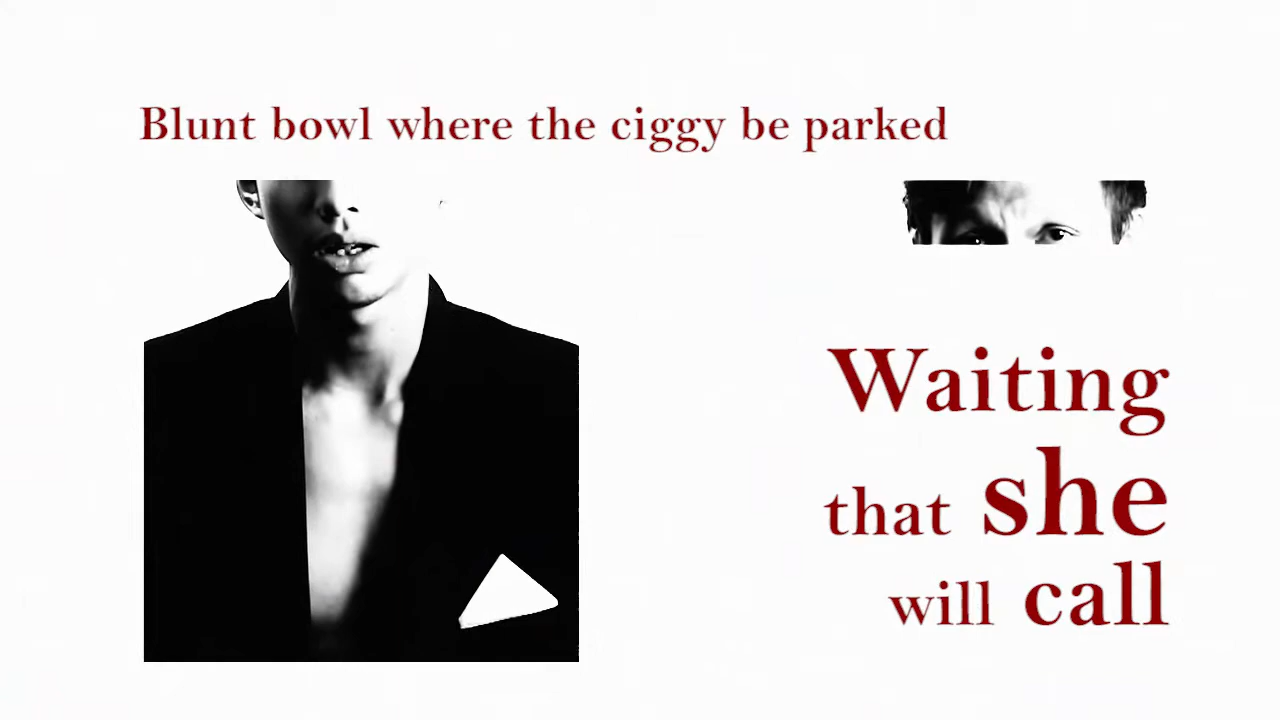 Blunt bowl where the ciggy be parked
Waiting
that she
will call